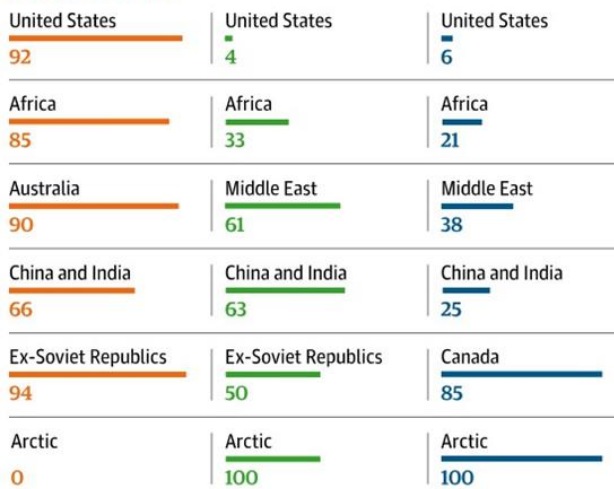 United States United States United States
92 4 6
Africa Africa Africa
85 33 21
Australia Middle East Middle East
90 61 38
China and India China and India China and India
66 63 25
Ex-Soviet Republics Ex-Soviet Republics Canada
94 50 85
Arctic Arctic Arctic
0 100 100